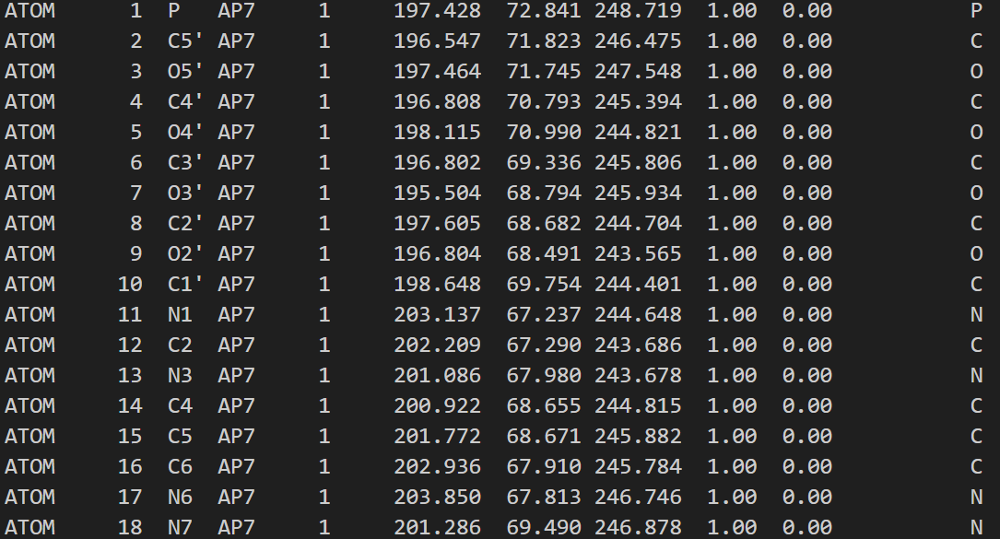 ATOM      1  P   AP7     1     197.428  72.841 248.719  1.00  0.00           P
ATOM      2  C5' AP7     1     196.547  71.823 246.475  1.00  0.00           C
ATOM      3  O5' AP7     1     197.464  71.745 247.548  1.00  0.00           O
ATOM      4  C4' AP7     1     196.808  70.793 245.394  1.00  0.00           C
ATOM      5  O4' AP7     1     198.115  70.990 244.821  1.00  0.00           O
ATOM      6  C3' AP7     1     196.802  69.336 245.806  1.00  0.00           C
ATOM      7  O3' AP7     1     195.504  68.794 245.934  1.00  0.00           O
ATOM      8  C2' AP7     1     197.605  68.682 244.704  1.00  0.00           C
ATOM      9  O2' AP7     1     196.804  68.491 243.565  1.00  0.00           O
ATOM     10  C1' AP7     1     198.648  69.754 244.401  1.00  0.00           C
ATOM     11  N1  AP7     1     203.137  67.237 244.648  1.00  0.00           N
ATOM     12  C2  AP7     1     202.209  67.290 243.686  1.00  0.00           C
ATOM     13  N3  AP7     1     201.086  67.980 243.678  1.00  0.00           N
ATOM     14  C4  AP7     1     200.922  68.655 244.815  1.00  0.00           C
ATOM     15  C5  AP7     1     201.772  68.671 245.882  1.00  0.00           C
ATOM     16  C6  AP7     1     202.936  67.910 245.784  1.00  0.00           C
ATOM     17  N6  AP7     1     203.850  67.813 246.746  1.00  0.00           N
ATOM     18  N7  AP7     1     201.286  69.490 246.878  1.00  0.00           N